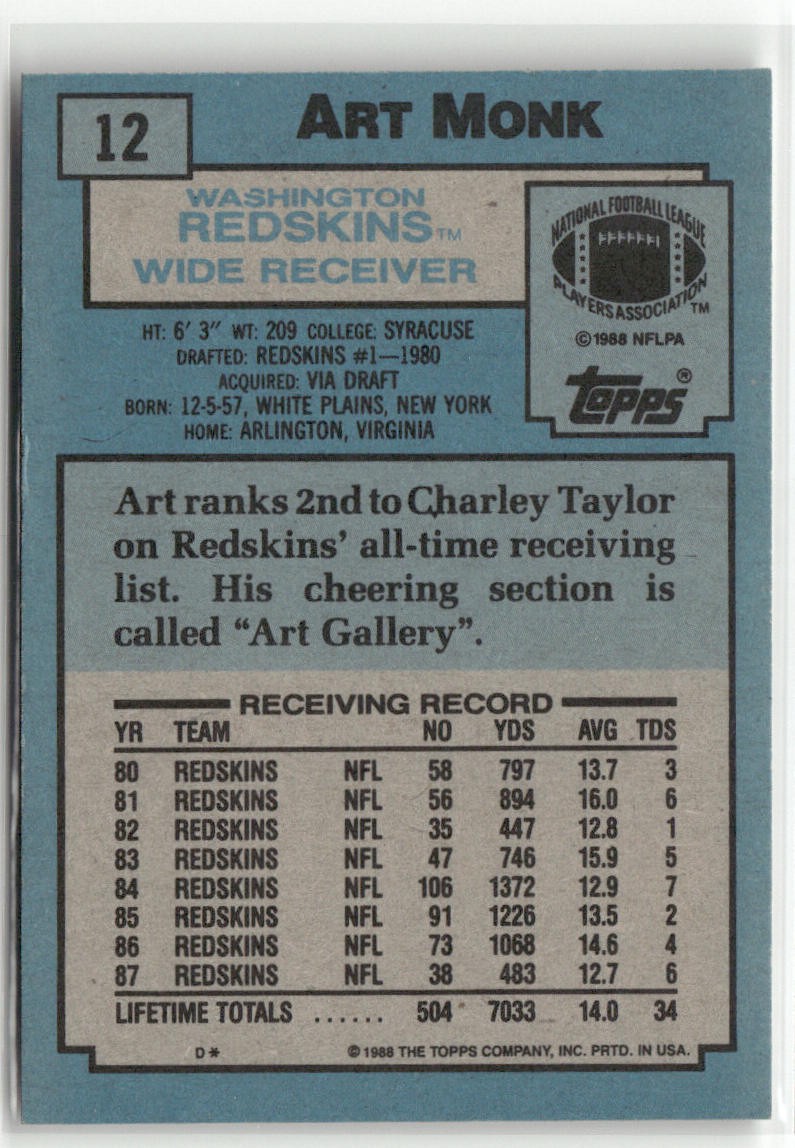 12
ART MONK
WASHINGTON
REDSKINS TM
WIDE RECEIVER
NATIONAL FOOTBALL LEAGUE
PLAYERS ASSOCIATION TM
©1988 NFLPA
topps®
HT: 6' 3" WT: 209 COLLEGE: SYRACUSE
DRAFTED: REDSKINS #1—1980
ACQUIRED: VIA DRAFT
BORN: 12-5-57, WHITE PLAINS, NEW YORK
HOME: ARLINGTON, VIRGINIA
Art ranks 2nd to Charley Taylor
on Redskins' all-time receiving
list. His cheering section is
called “Art Gallery”.
RECEIVING RECORD
YR TEAM NO YDS AVG TDS
80 REDSKINS NFL 58 797 13.7 3
81 REDSKINS NFL 56 894 16.0 6
82 REDSKINS NFL 35 447 12.8 1
83 REDSKINS NFL 47 746 15.9 5
84 REDSKINS NFL 106 1372 12.9 7
85 REDSKINS NFL 91 1226 13.5 2
86 REDSKINS NFL 73 1068 14.6 4
87 REDSKINS NFL 38 483 12.7 6
LIFETIME TOTALS ...... 504 7033 14.0 34
D* © 1988 THE TOPPS COMPANY, INC. PRTD. IN USA.